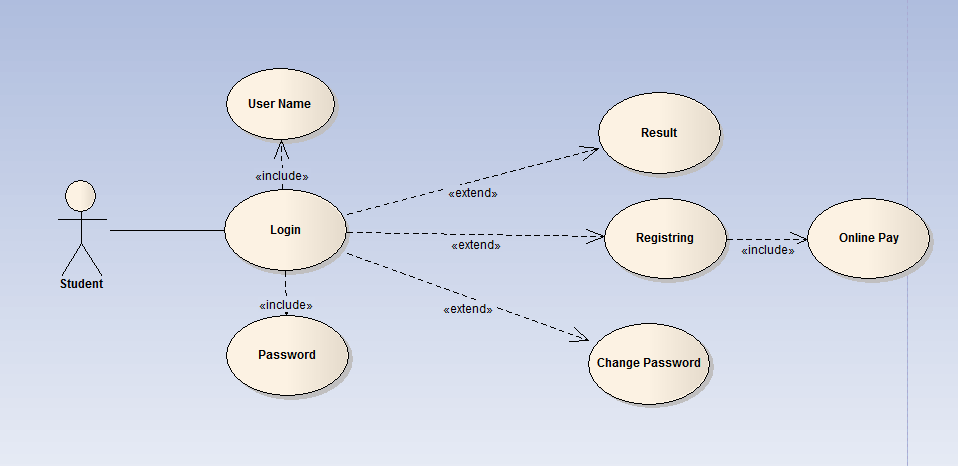 User Name
Result
«include»
«extend»
Login
Registring
Online Pay
«extend»
«include»
Student
«include»
«extend»
Password
Change Password